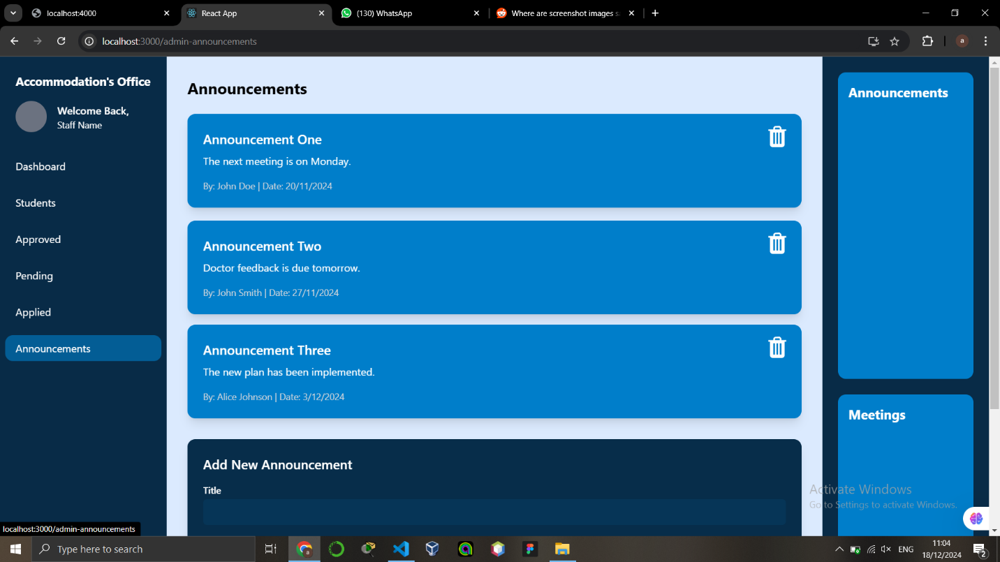 localhost:4000
React App
(130) WhatsApp
Where are screenshot images s
localhost:3000/admin-announcements
a
Accommodation's Office
Welcome Back,
Staff Name
Dashboard
Students
Approved
Pending
Applied
Announcements
Announcements
Announcement One
The next meeting is on Monday.
By: John Doe | Date: 20/11/2024
Announcement Two
Doctor feedback is due tomorrow.
By: John Smith | Date: 27/11/2024
Announcement Three
The new plan has been implemented.
By: Alice Johnson | Date: 3/12/2024
Add New Announcement
Title
Announcements
Meetings
Activate Windows
Go to Settings to activate Windows.
localhost:3000/admin-announcements
Type here to search
a
ENG
11:04
18/12/2024
2